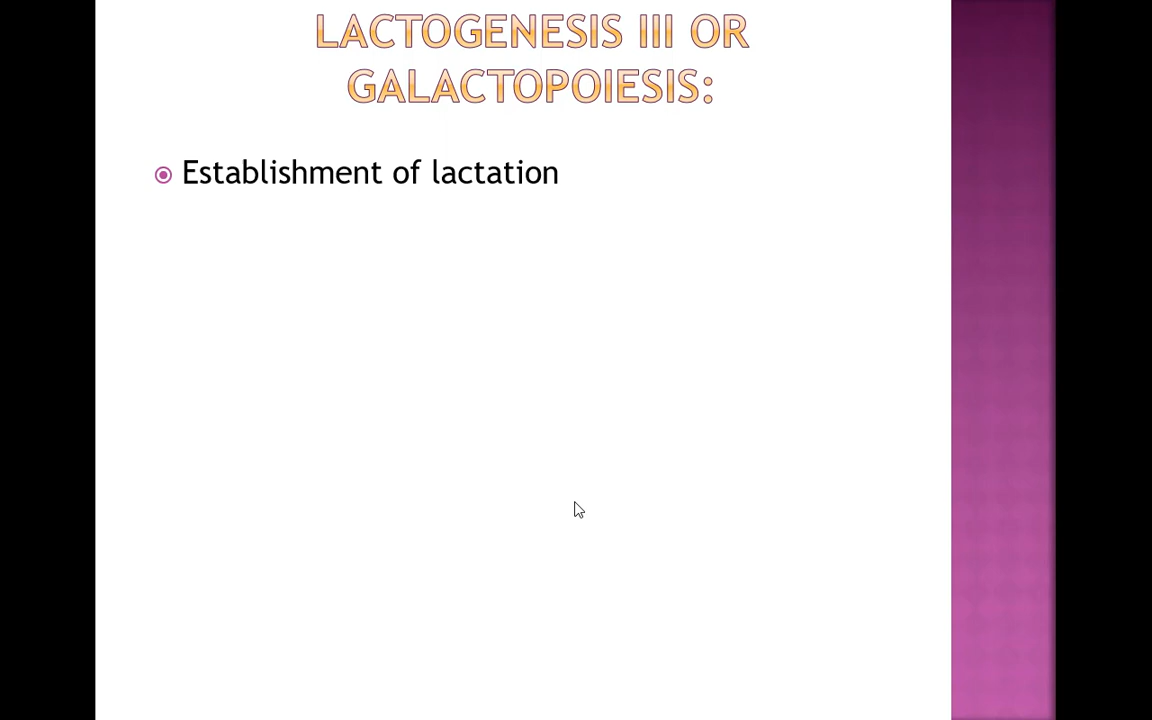 LACTOGENESIS III OR
GALACTOPOIESIS:
Establishment of lactation